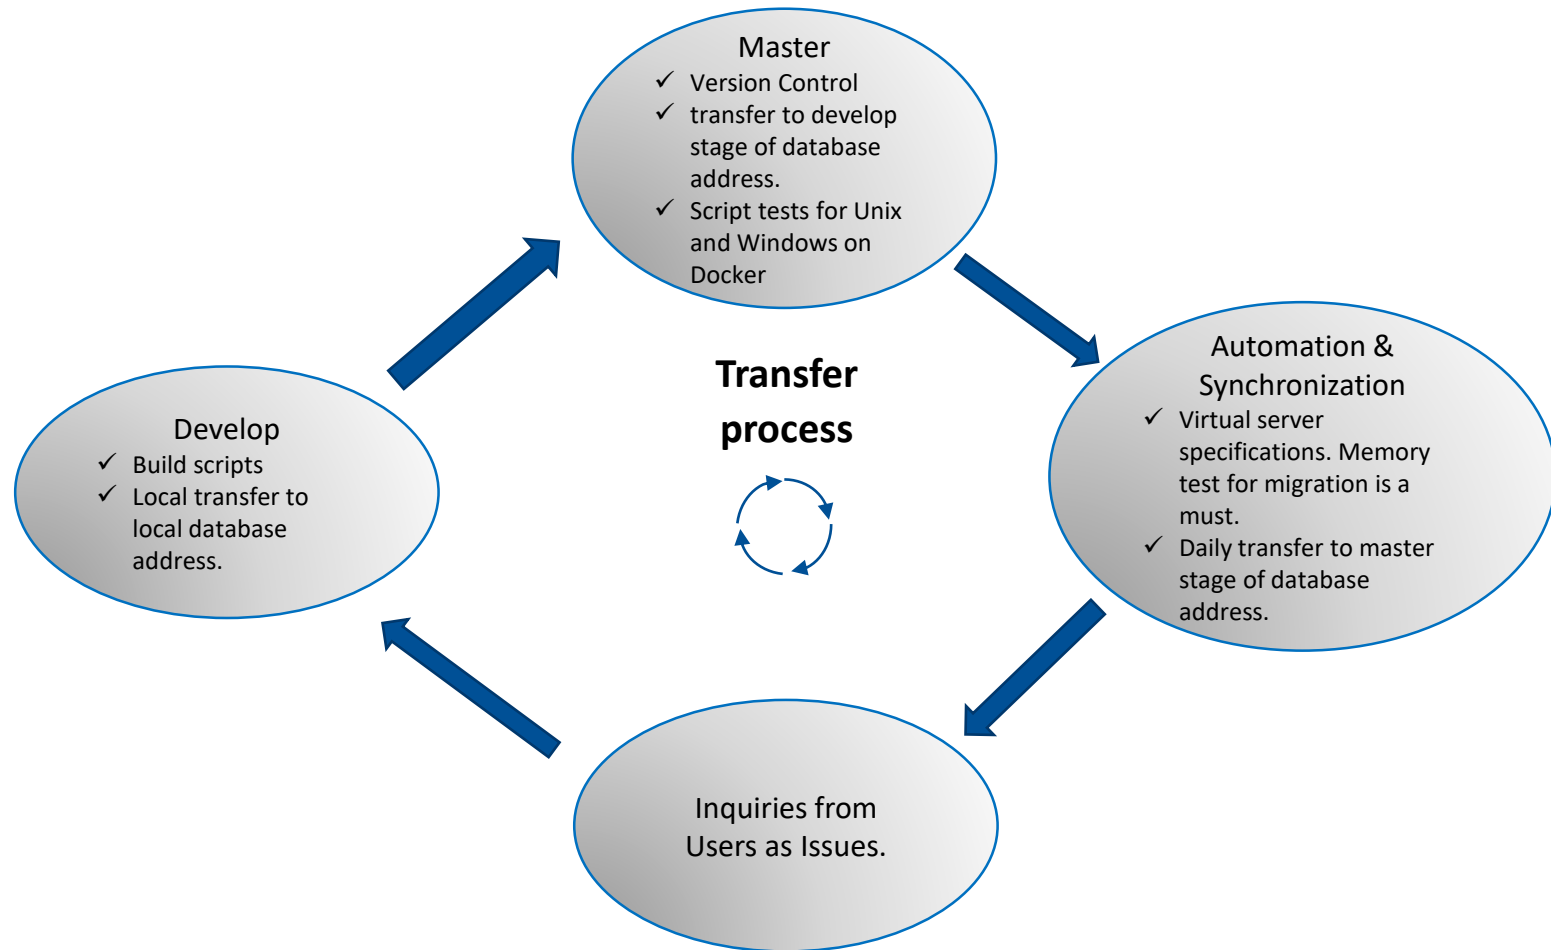 Master
✓ Version Control
✓ transfer to develop
stage of database
address.
✓ Script tests for Unix
and Windows on
Docker
Automation &
Synchronization
✓ Virtual server
specifications. Memory
test for migration is a
must.
✓ Daily transfer to master
stage of database
address.
Transfer
process
Develop
✓ Build scripts
✓ Local transfer to
local database
address.
Inquiries from
Users as Issues.